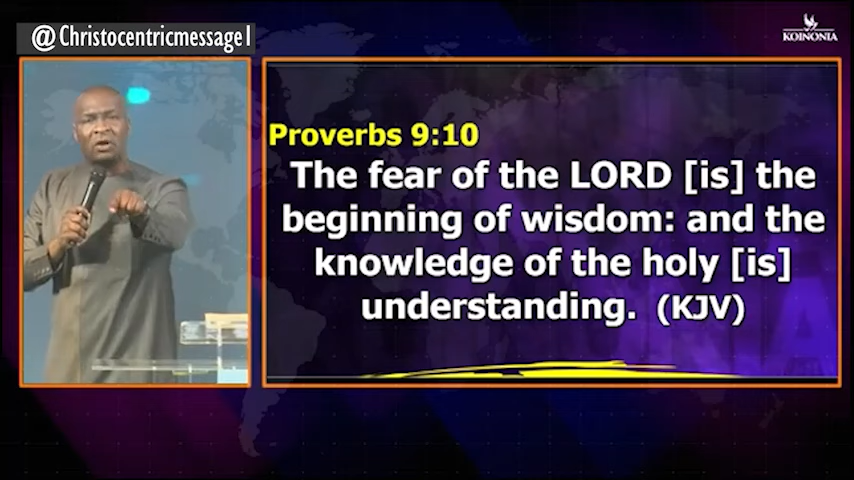 @Christocentricmessage1
KOINONIA
Proverbs 9:10
The fear of the LORD [is] the
beginning of wisdom: and the
knowledge of the holy [is]
understanding. (KJV)